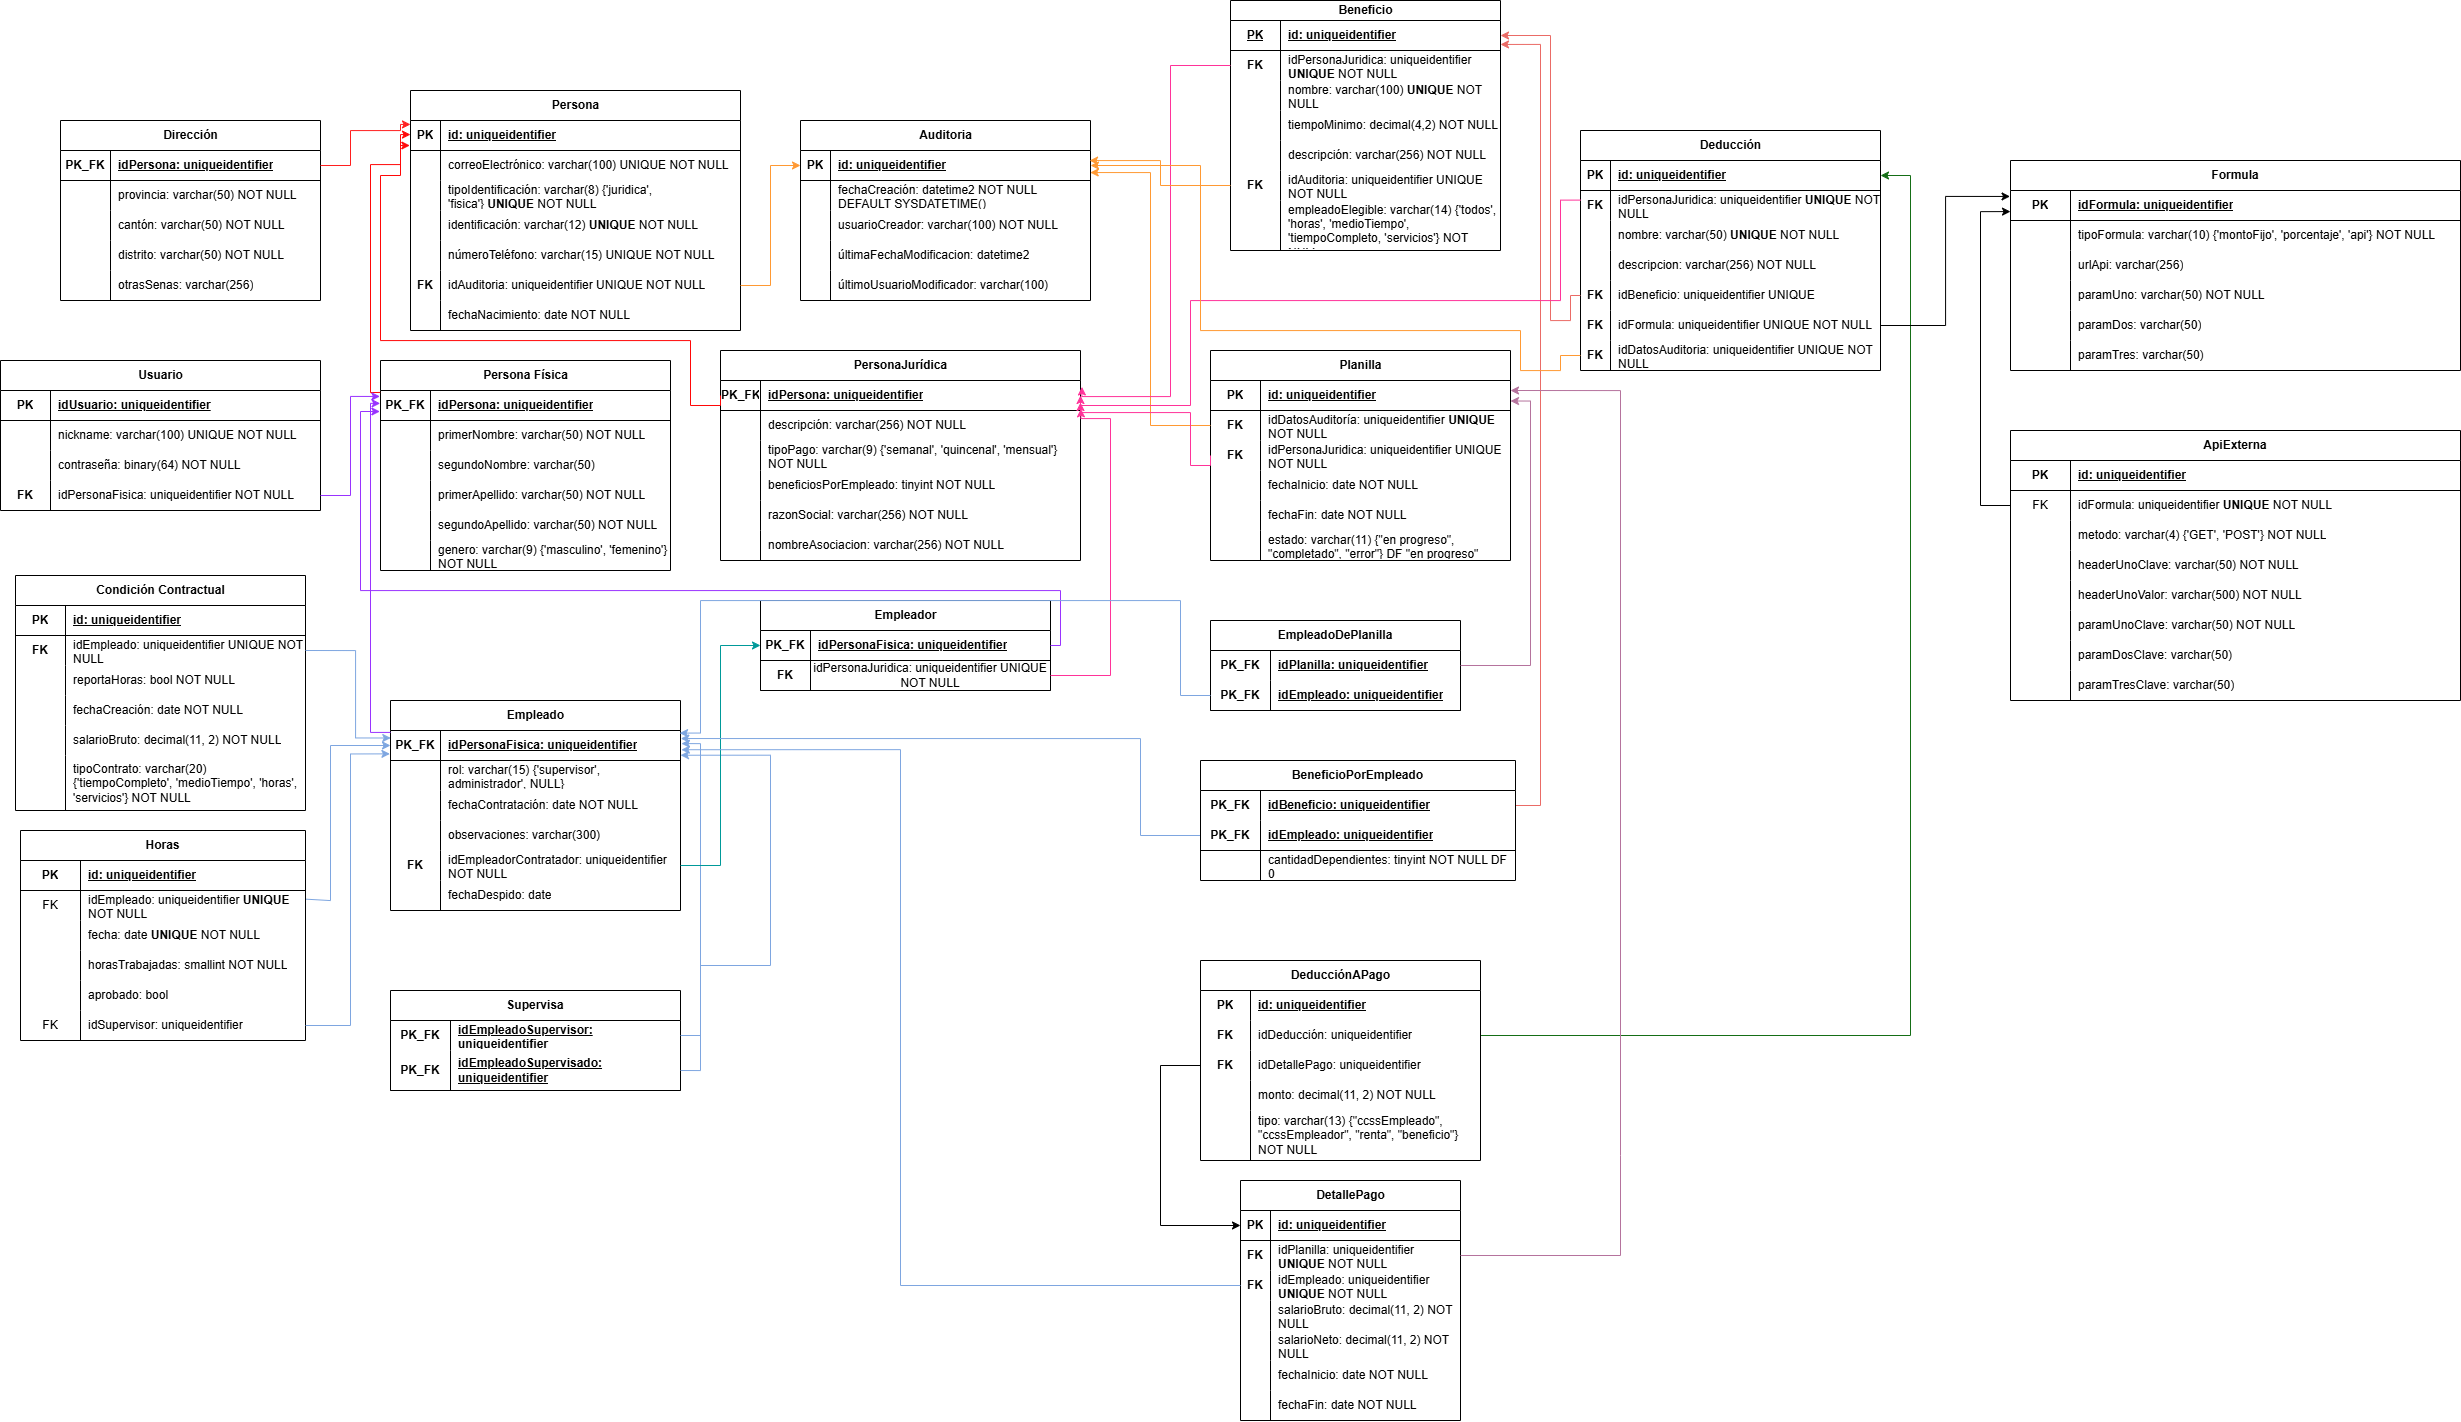 Beneficio
PK id: uniqueidentifier
FK idPersonaJuridica: uniqueidentifier
UNIQUE NOT NULL
nombre: varchar(100) UNIQUE NOT
NULL
tiempoMinimo: decimal(4,2) NOT NULL
descripción: varchar(256) NOT NULL
FK idAuditoria: uniqueidentifier UNIQUE
NOT NULL
empleadoElegible: varchar(14) {'todos',
'horas', 'medioTiempo',
'tiempoCompleto, 'servicios'} NOT
Persona
PK id: uniqueidentifier
correoElectrónico: varchar(100) UNIQUE NOT NULL
tipoIdentificación: varchar(8) {'juridica',
'fisica'} UNIQUE NOT NULL
identificación: varchar(12) UNIQUE NOT NULL
númeroTeléfono: varchar(15) UNIQUE NOT NULL
FK idAuditoria: uniqueidentifier UNIQUE NOT NULL
fechaNacimiento: date NOT NULL
Dirección
PK_FK idPersona: uniqueidentifier
provincia: varchar(50) NOT NULL
cantón: varchar(50) NOT NULL
distrito: varchar(50) NOT NULL
otrasSenas: varchar(256)
Auditoria
PK id: uniqueidentifier
fechaCreación: datetime2 NOT NULL
DEFAULT SYSDATETIME()
usuarioCreador: varchar(100) NOT NULL
últimaFechaModificacion: datetime2
últimoUsuarioModificador: varchar(100)
Deducción
PK id: uniqueidentifier
FK idPersonaJuridica: uniqueidentifier UNIQUE NOT
NULL
nombre: varchar(50) UNIQUE NOT NULL
descripcion: varchar(256) NOT NULL
FK idBeneficio: uniqueidentifier UNIQUE
FK idFormula: uniqueidentifier UNIQUE NOT NULL
FK idDatosAuditoria: uniqueidentifier UNIQUE NOT
NULL
Formula
PK idFormula: uniqueidentifier
tipoFormula: varchar(10) {'montoFijo', 'porcentaje', 'api'} NOT NULL
urlApi: varchar(256)
paramUno: varchar(50) NOT NULL
paramDos: varchar(50)
paramTres: varchar(50)
Usuario
PK idUsuario: uniqueidentifier
nickname: varchar(100) UNIQUE NOT NULL
contraseña: binary(64) NOT NULL
FK idPersonaFisica: uniqueidentifier NOT NULL
Persona Física
PK_FK idPersona: uniqueidentifier
primerNombre: varchar(50) NOT NULL
segundoNombre: varchar(50)
primerApellido: varchar(50) NOT NULL
segundoApellido: varchar(50) NOT NULL
genero: varchar(9) {'masculino', 'femenino'}
NOT NULL
PersonaJurídica
PK_FK idPersona: uniqueidentifier
descripción: varchar(256) NOT NULL
tipoPago: varchar(9) {'semanal', 'quincenal', 'mensual'}
NOT NULL
beneficiosPorEmpleado: tinyint NOT NULL
razonSocial: varchar(256) NOT NULL
nombreAsociacion: varchar(256) NOT NULL
Planilla
PK id: uniqueidentifier
FK idDatosAuditoría: uniqueidentifier UNIQUE
NOT NULL
FK idPersonaJuridica: uniqueidentifier UNIQUE
NOT NULL
fechaInicio: date NOT NULL
fechaFin: date NOT NULL
estado: varchar(11) {"en progreso",
"completado", "error"} DF "en progreso"
ApiExterna
PK id: uniqueidentifier
FK idFormula: uniqueidentifier UNIQUE NOT NULL
metodo: varchar(4) {'GET', 'POST'} NOT NULL
headerUnoClave: varchar(50) NOT NULL
headerUnoValor: varchar(500) NOT NULL
paramUnoClave: varchar(50) NOT NULL
paramDosClave: varchar(50)
paramTresClave: varchar(50)
Condición Contractual
PK id: uniqueidentifier
FK idEmpleado: uniqueidentifier UNIQUE NOT
NULL
reportaHoras: bool NOT NULL
fechaCreación: date NOT NULL
salarioBruto: decimal(11, 2) NOT NULL
tipoContrato: varchar(20)
{'tiempoCompleto', 'medioTiempo', 'horas',
'servicios'} NOT NULL
Empleador
PK_FK idPersonaFisica: uniqueidentifier
FK idPersonaJuridica: uniqueidentifier UNIQUE
NOT NULL
EmpleadoDePlanilla
PK_FK idPlanilla: uniqueidentifier
PK_FK idEmpleado: uniqueidentifier
Empleado
PK_FK idPersonaFisica: uniqueidentifier
rol: varchar(15) {'supervisor',
administrador', NULL}
fechaContratación: date NOT NULL
observaciones: varchar(300)
FK idEmpleadorContratador: uniqueidentifier
NOT NULL
fechaDespido: date
BeneficioPorEmpleado
PK_FK idBeneficio: uniqueidentifier
PK_FK idEmpleado: uniqueidentifier
cantidadDependientes: tinyint NOT NULL DF
0
Horas
PK id: uniqueidentifier
FK idEmpleado: uniqueidentifier UNIQUE
NOT NULL
fecha: date UNIQUE NOT NULL
horasTrabajadas: smallint NOT NULL
aprobado: bool
FK idSupervisor: uniqueidentifier
Supervisa
PK_FK idEmpleadoSupervisor:
uniqueidentifier
PK_FK idEmpleadoSupervisado:
uniqueidentifier
DeducciónAPago
PK id: uniqueidentifier
FK idDeducción: uniqueidentifier
FK idDetallePago: uniqueidentifier
monto: decimal(11, 2) NOT NULL
tipo: varchar(13) {"ccssEmpleado",
"ccssEmpleador", "renta", "beneficio"}
NOT NULL
DetallePago
PK id: uniqueidentifier
FK idPlanilla: uniqueidentifier
UNIQUE NOT NULL
FK idEmpleado: uniqueidentifier
UNIQUE NOT NULL
salarioBruto: decimal(11, 2) NOT
NULL
salarioNeto: decimal(11, 2) NOT
NULL
fechaInicio: date NOT NULL
fechaFin: date NOT NULL